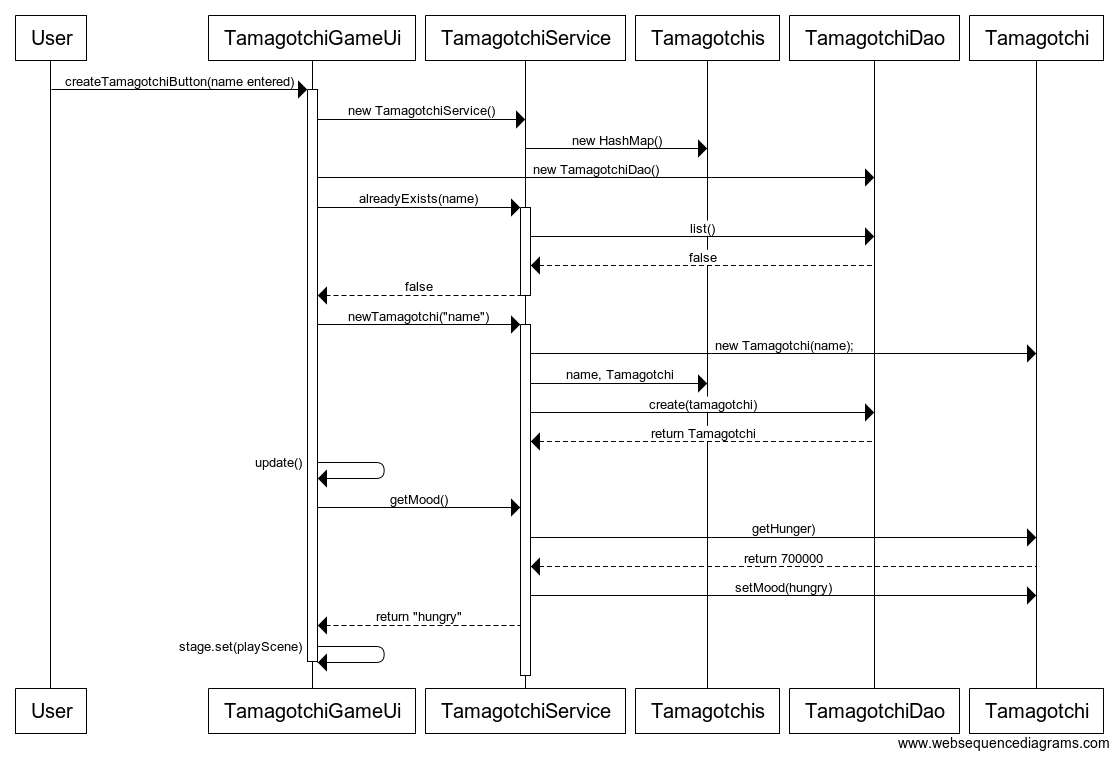 User
TamagotchiGameUi
TamagotchiService
Tamagotchis
TamagotchiDao
Tamagotchi
createTamagotchiButton(name entered)
new TamagotchiService()
new HashMap()
new TamagotchiDao()
alreadyExists(name)
list()
false
false
newTamagotchi("name")
new Tamagotchi(name);
name, Tamagotchi
create(tamagotchi)
return Tamagotchi
update()
getMood()
getHunger)
return 700000
setMood(hungry)
return "hungry"
stage.set(playScene)
User
TamagotchiGameUi
TamagotchiService
Tamagotchis
TamagotchiDao
Tamagotchi
www.websequencediagrams.com